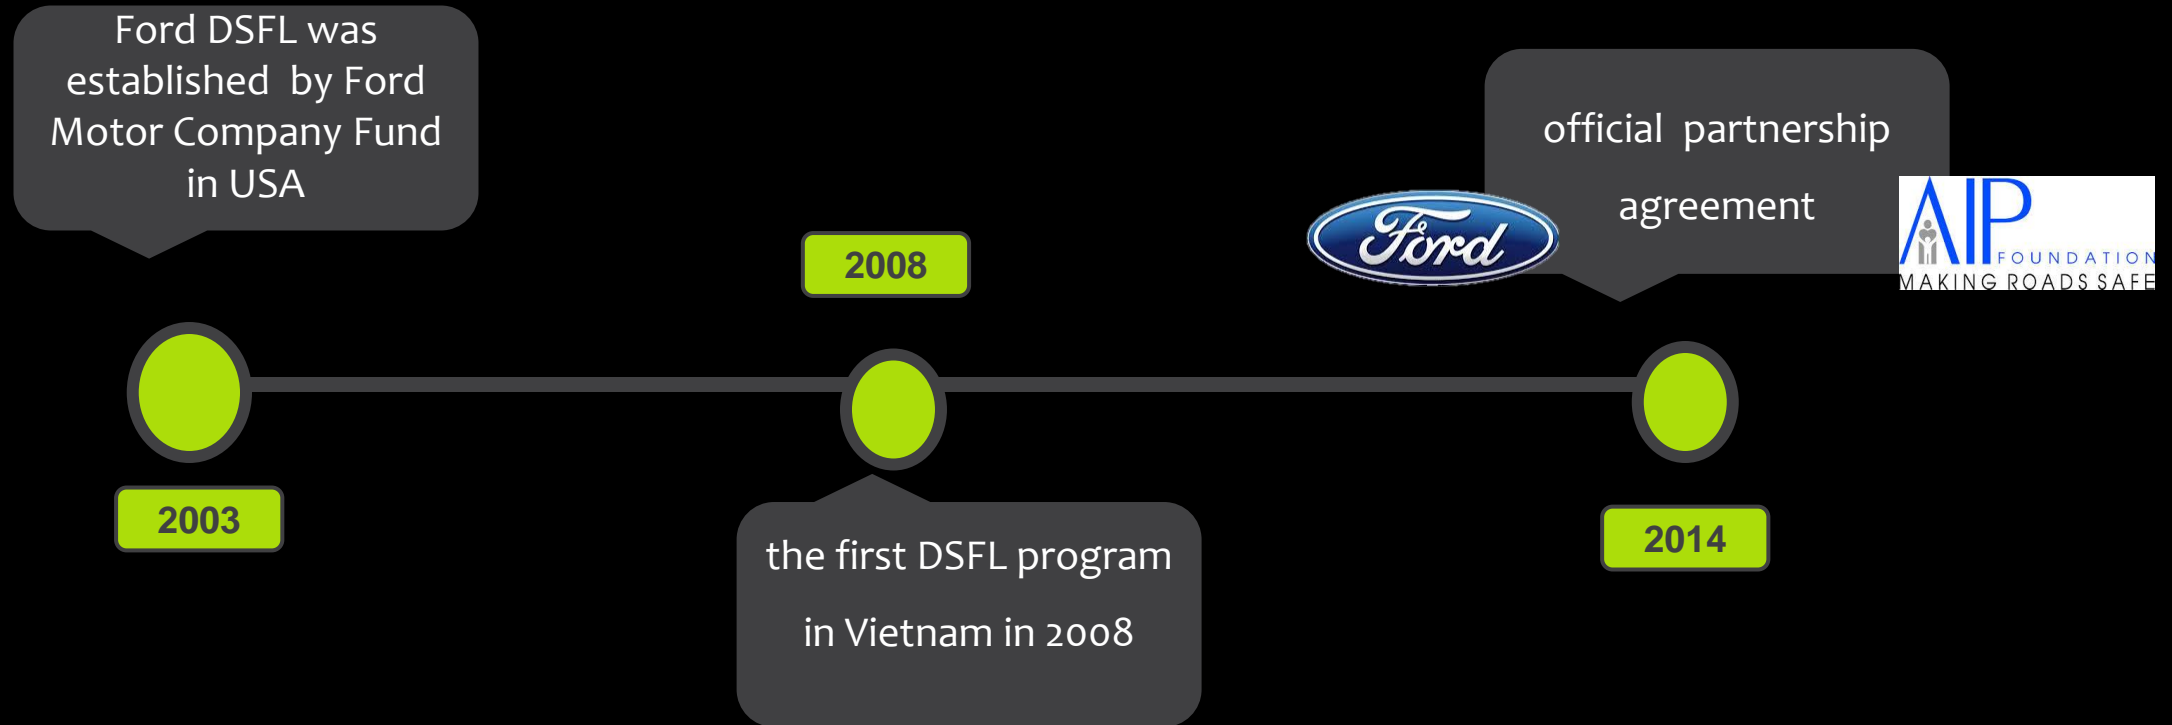 Ford DSFL was
established by Ford
Motor Company Fund
in USA
2003
2008
the first DSFL program
in Vietnam in 2008
official partnership
agreement
Ford
AIP
FOUNDATION
MAKING ROADS SAFE
2014